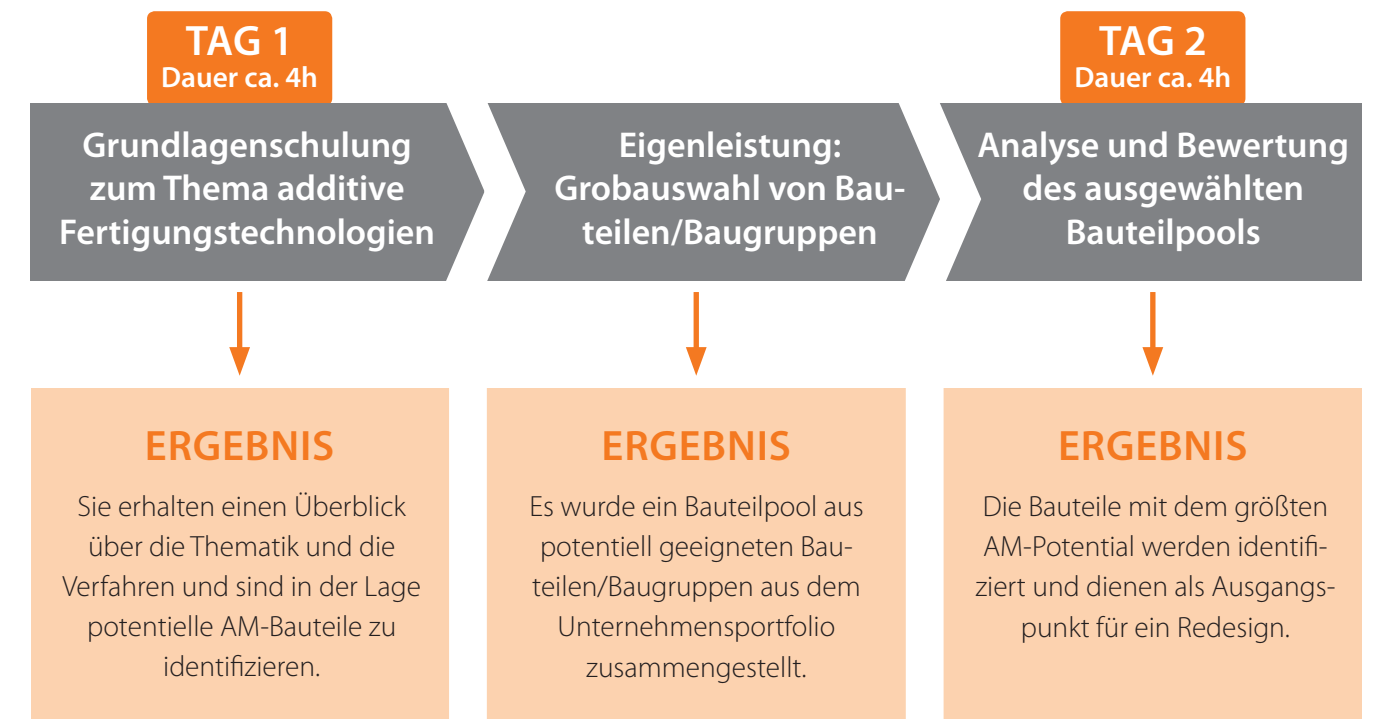 TAG 1
Dauer ca. 4h
Grundlagenschulung
zum Thema additive
Fertigungstechnologien
ERGEBNIS
Sie erhalten einen Überblick
über die Thematik und die
Verfahren und sind in der Lage
potentielle AM-Bauteile zu
identifizieren.
Eigenleistung:
Grobauswahl von Bau-
teilen/Baugruppen
ERGEBNIS
Es wurde ein Bauteilpool aus
potentiell geeigneten Bau-
teilen/Baugruppen aus dem
Unternehmensportfolio
zusammengestellt.
TAG 2
Dauer ca. 4h
Analyse und Bewertung
des ausgewählten
Bauteilpools
ERGEBNIS
Die Bauteile mit dem größten
AM-Potential werden identifi-
ziert und dienen als Ausgangs-
punkt für ein Redesign.